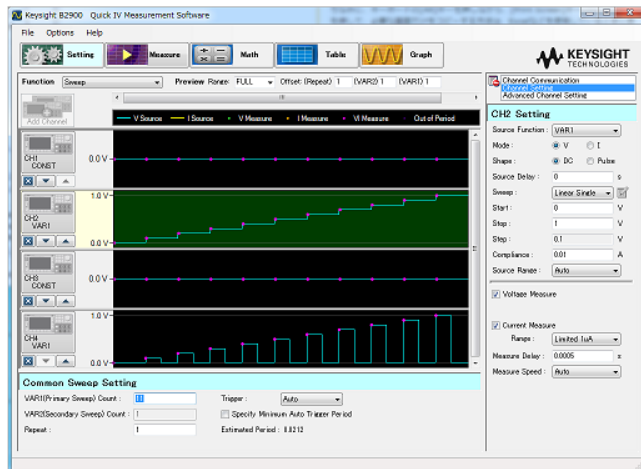 Keysight B2900 Quick IV Measurement Software
File Options Help
Setting Measure Math Table Graph
KEYSIGHT
TECHNOLOGIES
Function Sweep Preview Range: FULL Offset: (Repeat) 1 (VAR2) 1 (VAR1) 1
Add Channel
V Source I Source V Measure I Measure VI Measure Out of Period
CH1
CONST
0.0 V
CH2
VAR1
1.0 V
0.0 V
CH3
CONST
0.0 V
CH4
VAR1
1.0 V
0.0 V
Common Sweep Setting
VAR1(Primary Sweep) Count : 11 Trigger : Auto
VAR2(Secondary Sweep) Count : 1 Specify Minimum Auto Trigger Period
Repeat : 1 Estimated Period : 0.0212
Channel Communication
Channel Setting
Advanced Channel Setting
CH2 Setting
Source Function : VAR1
Mode : V I
Shape : DC Pulse
Source Delay : 0 s
Sweep : Linear Single
Start : 0 V
Stop : 1 V
Step : 0.1 V
Compliance : 0.01 A
Source Range : Auto
Voltage Measure
Current Measure
Range : Limited 1uA
Measure Delay : 0.0005 s
Measure Speed : Auto